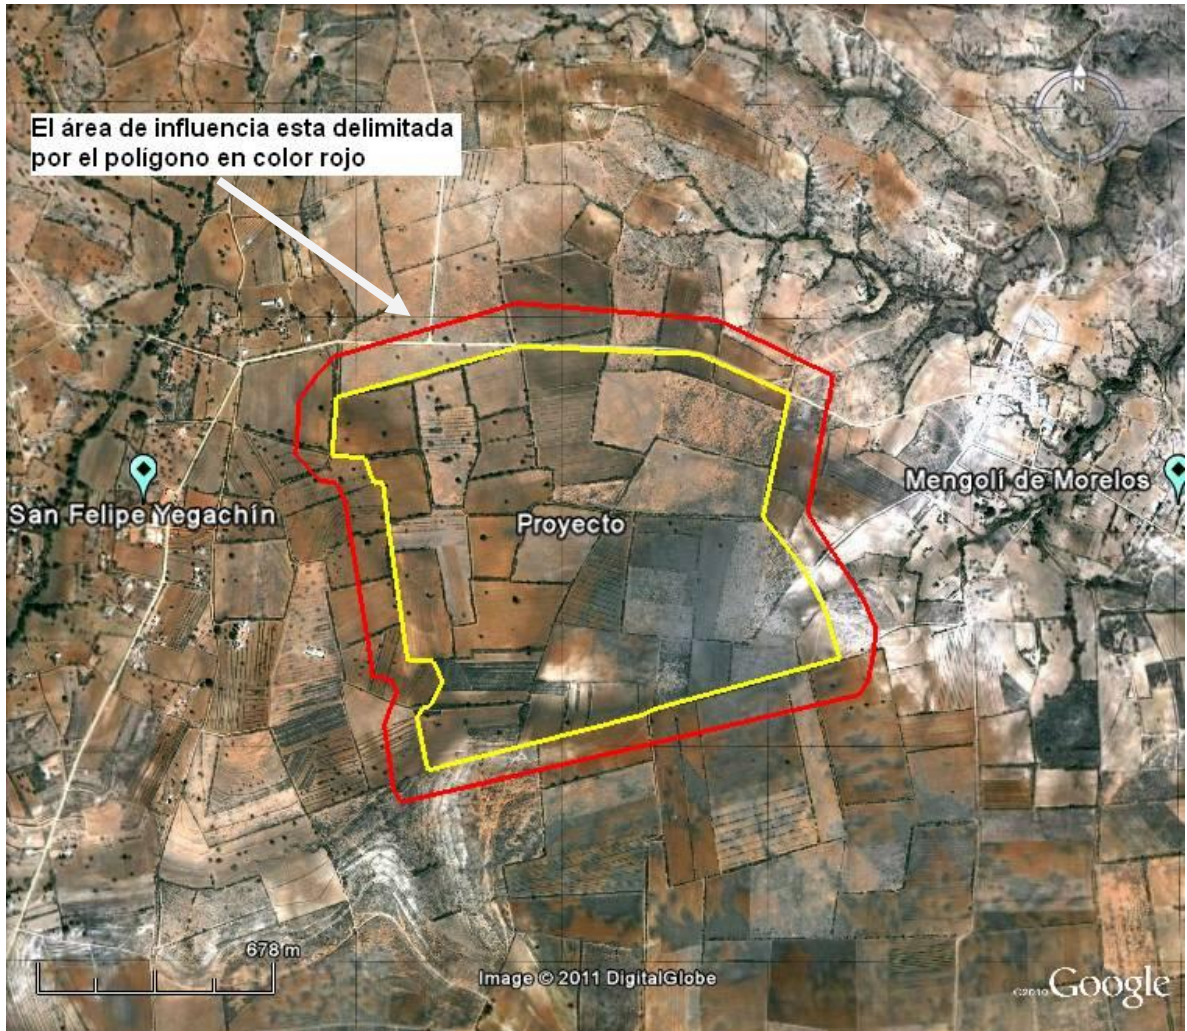 El área de influencia esta delimitada
por el polígono en color rojo
N
San Felipe Yegachín
Proyecto
Mengolí de Morelos
678 m
Image © 2011 DigitalGlobe
©2010 Google